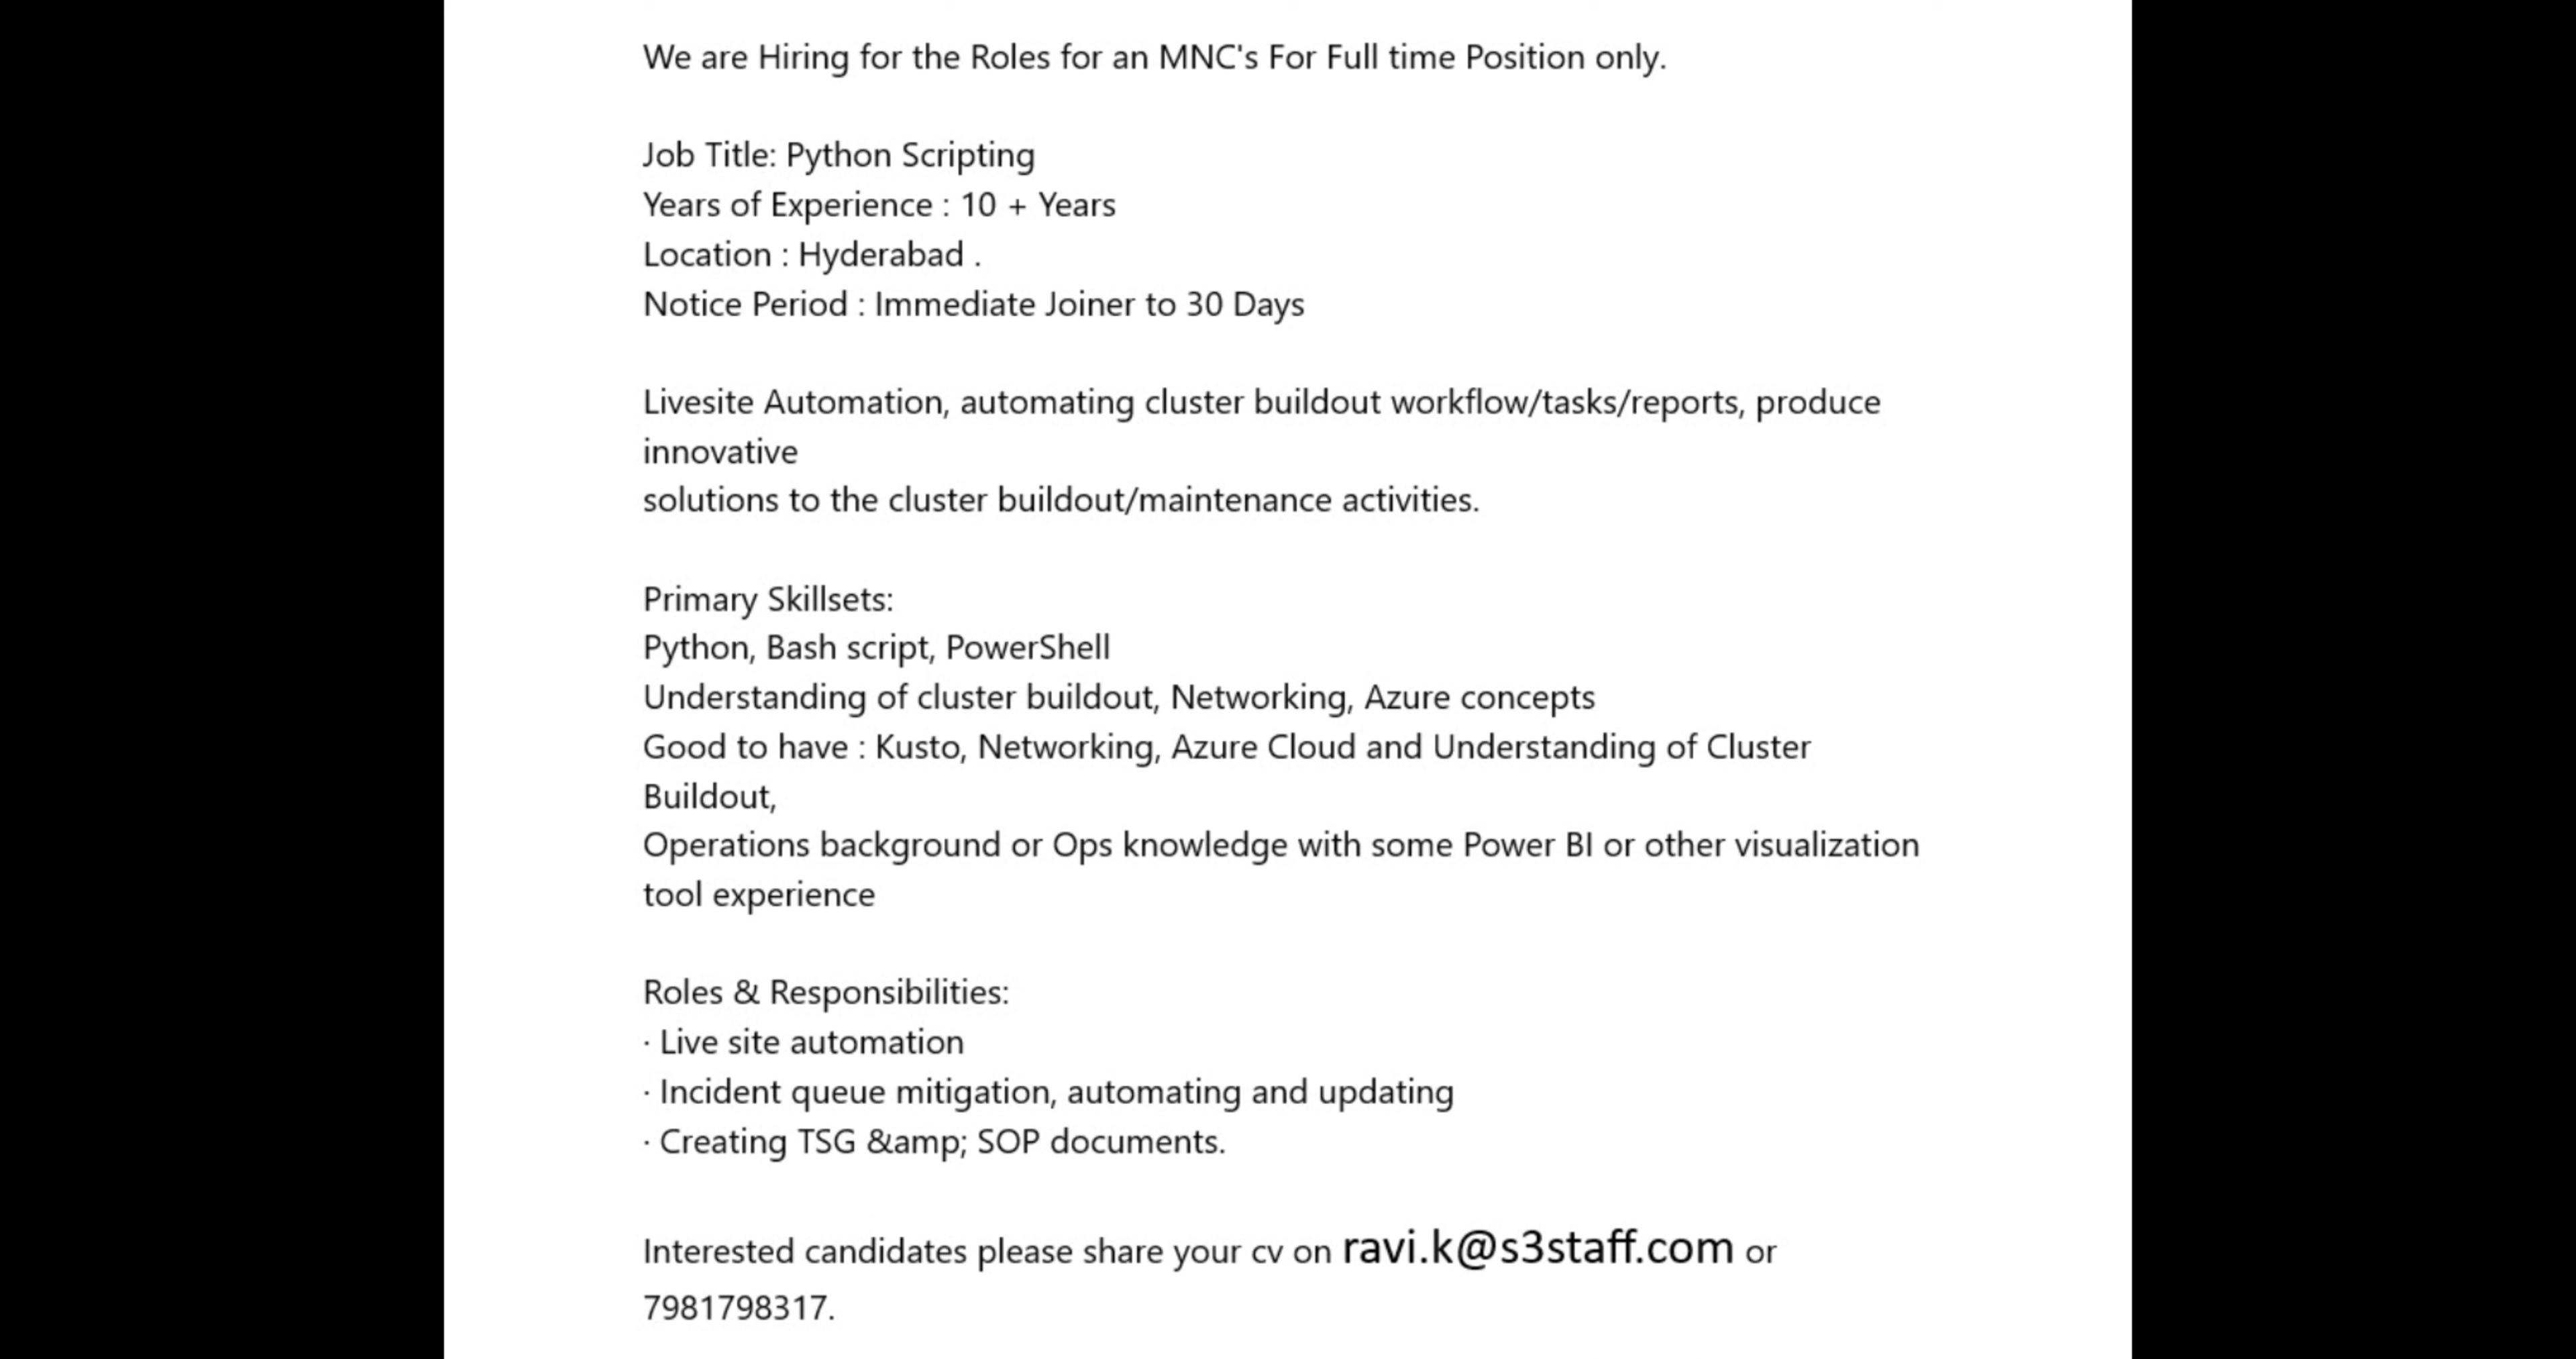 We are Hiring for the Roles for an MNC's For Full time Position only.
Job Title: Python Scripting
Years of Experience : 10 + Years
Location : Hyderabad .
Notice Period : Immediate Joiner to 30 Days
Livesite Automation, automating cluster buildout workflow/tasks/reports, produce
innovative
solutions to the cluster buildout/maintenance activities.
Primary Skillsets:
Python, Bash script, PowerShell
Understanding of cluster buildout, Networking, Azure concepts
Good to have : Kusto, Networking, Azure Cloud and Understanding of Cluster
Buildout,
Operations background or Ops knowledge with some Power BI or other visualization
tool experience
Roles & Responsibilities:
· Live site automation
· Incident queue mitigation, automating and updating
· Creating TSG &amp; SOP documents.
Interested candidates please share your cv on ravi.k@s3staff.com or
7981798317.